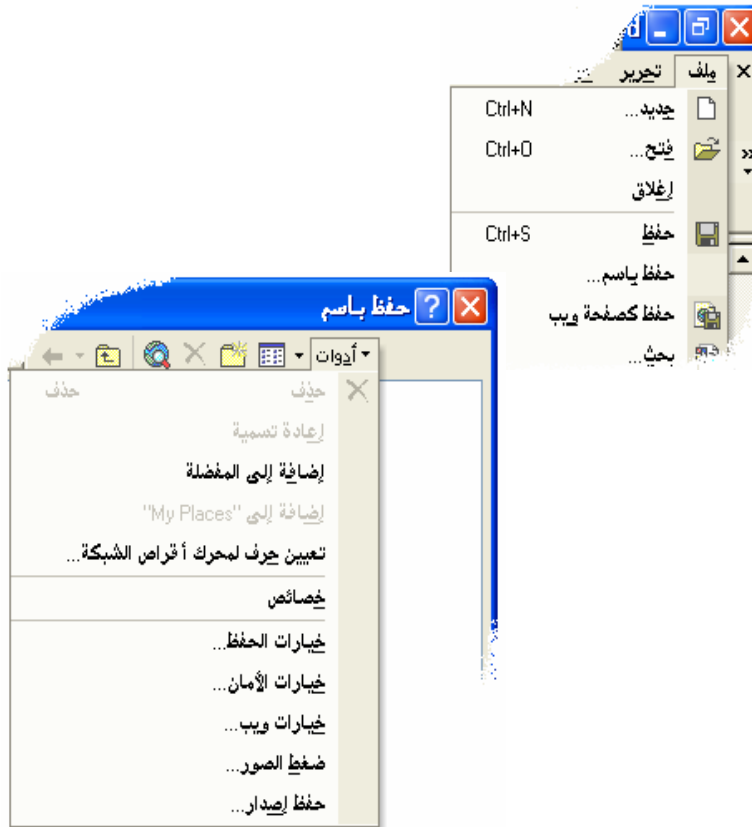 d
ملف تحرير
جديد... Ctrl+N
فتح... Ctrl+O
إغلاق
حفظ Ctrl+S
حفظ باسم...
حفظ كصفحة ويب
بحث...
حفظ باسم
أدوات
حذف حذف
إعادة تسمية
إضافة إلى المفضلة
إضافة إلى "My Places"
تعيين حرف لمحرك أقراص الشبكة...
خصائص
خيارات الحفظ...
خيارات الأمان...
خيارات ويب...
ضغط الصور...
حفظ إصدار...